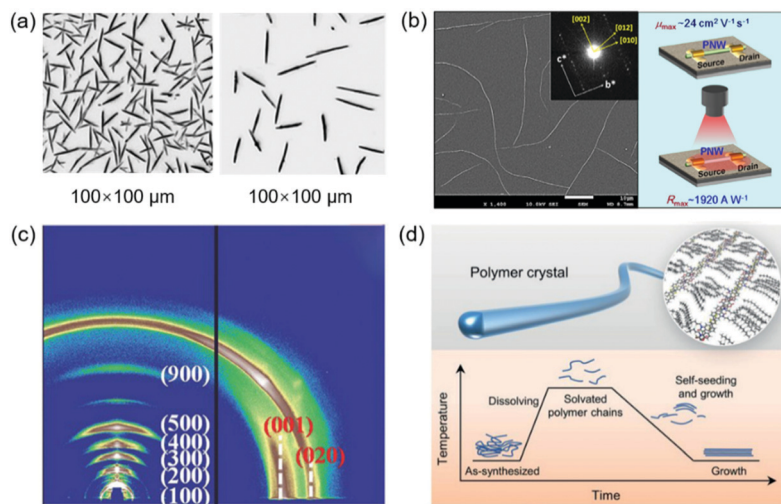 (a)
100×100 μm
100×100 μm
(b)
[002]
[012]
[010]
c*
b*
μmax ~24 cm² V⁻¹ s⁻¹
PNW
Source
Drain
PNW
Source
Drain
Rmax~1920 A W⁻¹
(c)
(900)
(500)
(400)
(300)
(200)
(100)
(001)
(020)
(d)
Polymer crystal
Temperature
Dissolving
Solvated
polymer chains
Self-seeding
and growth
As-synthesized
Growth
Time